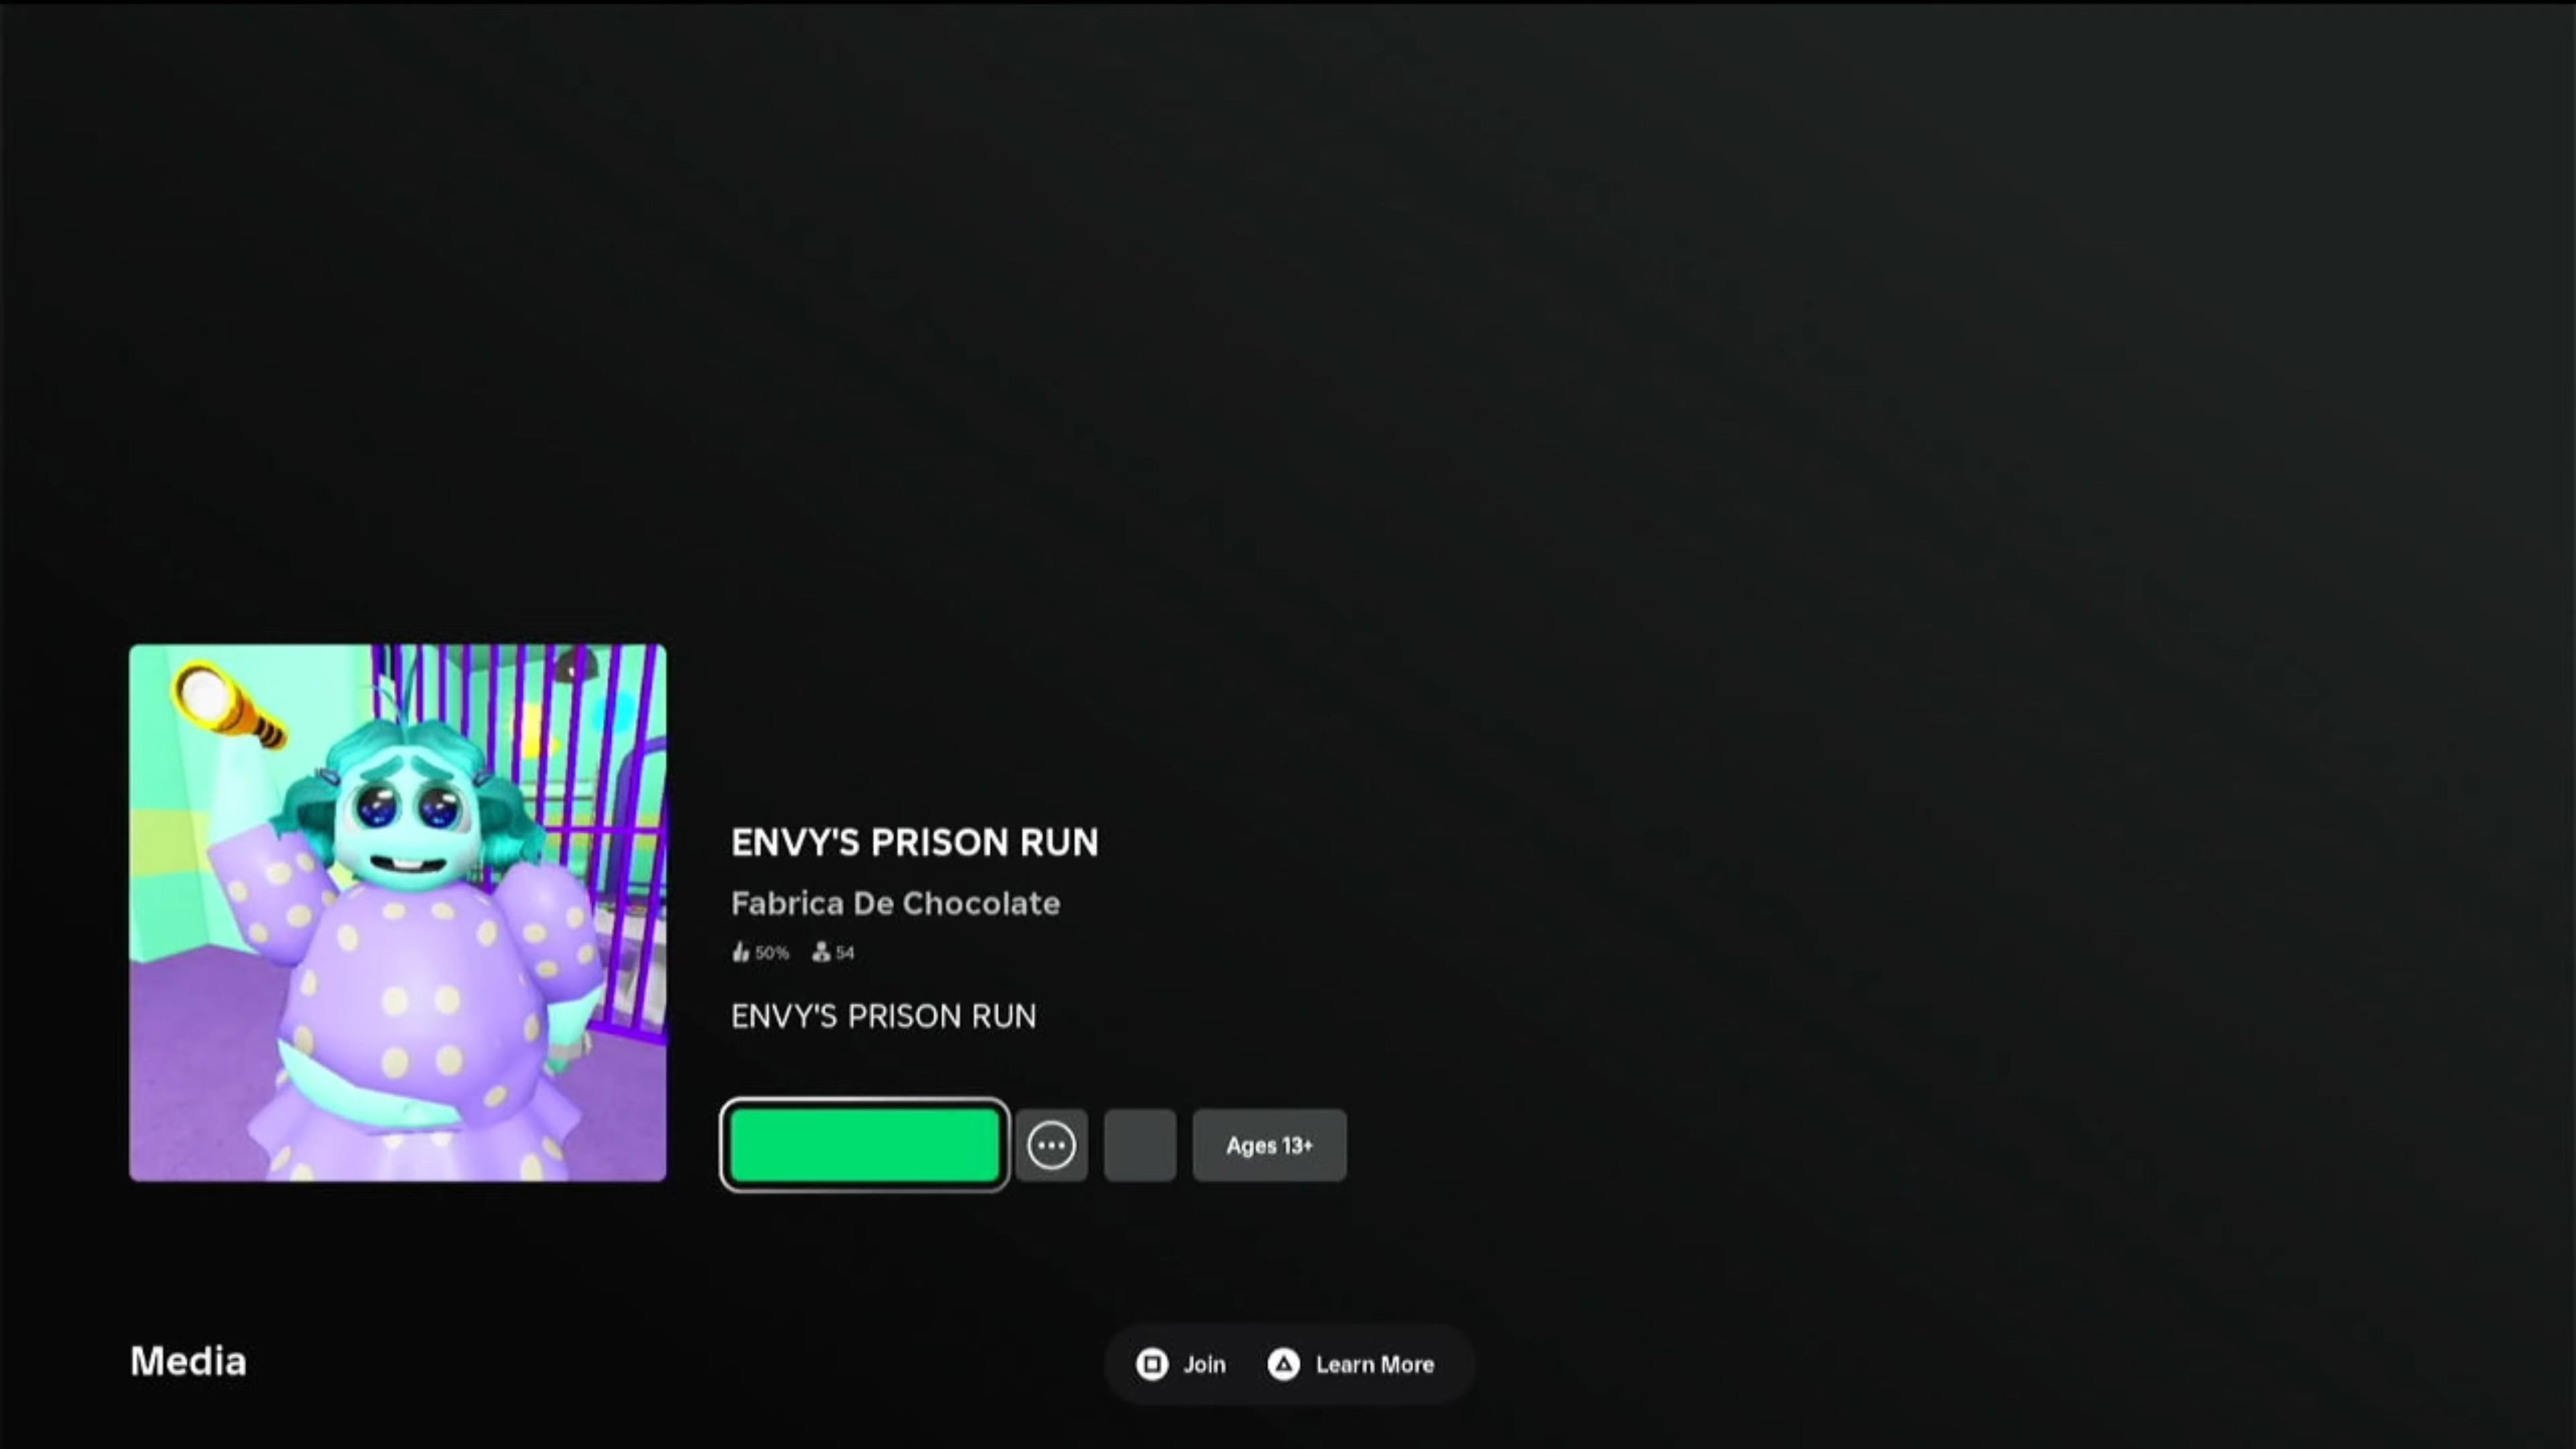 ENVY'S PRISON RUN
Fabrica De Chocolate
50% 54
ENVY'S PRISON RUN
Ages 13+
Media
Join Learn More